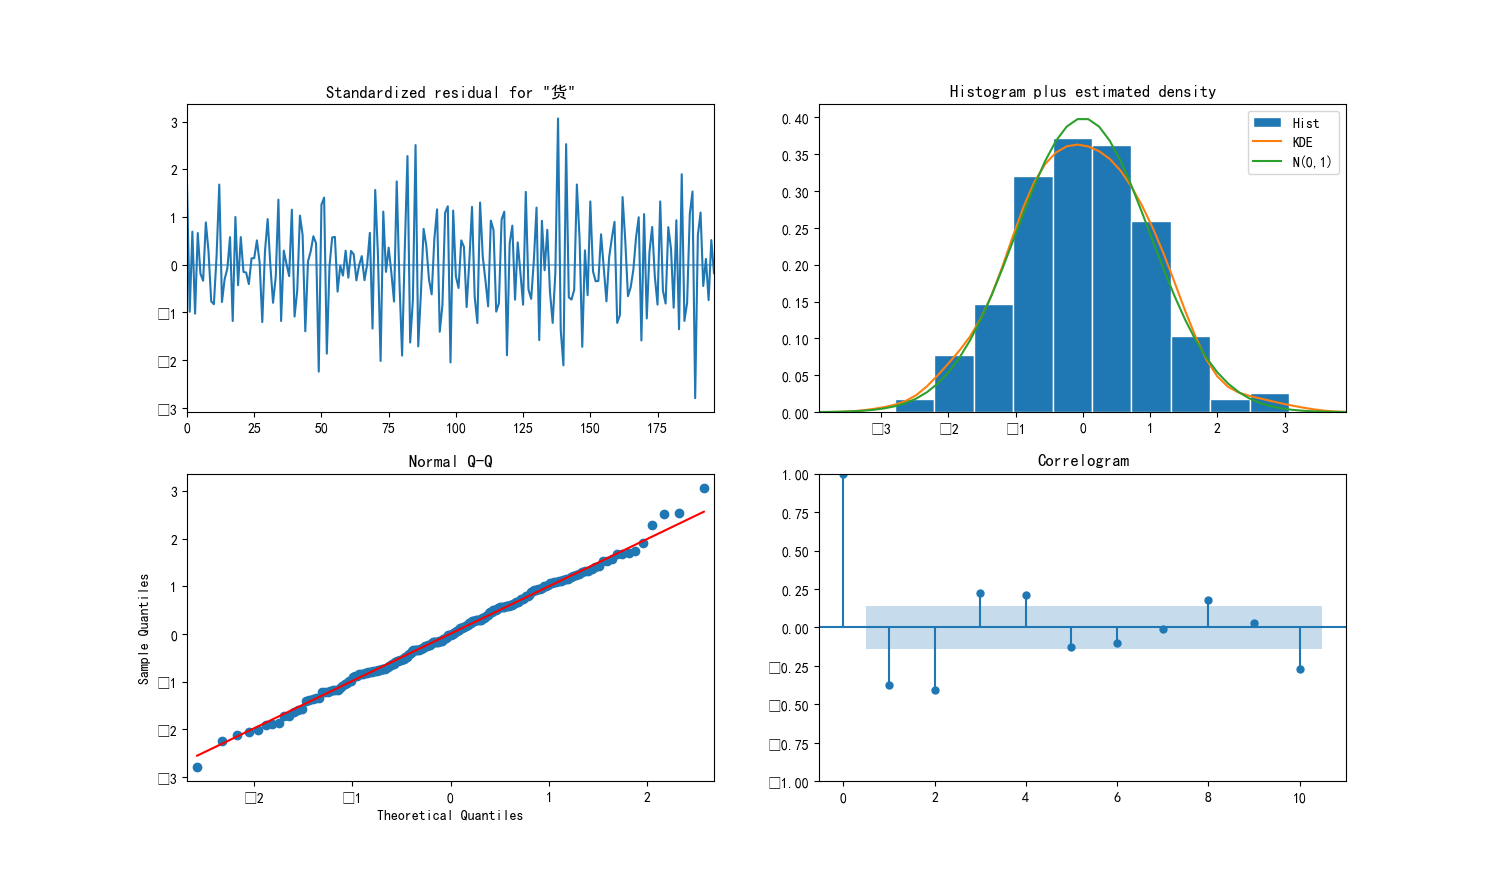 Standardized residual for "货"
3
2
1
0
□1
□2
□3
0 25 50 75 100 125 150 175
Histogram plus estimated density
Hist
KDE
N(0,1)
0.40
0.35
0.30
0.25
0.20
0.15
0.10
0.05
0.00
□3 □2 □1 0 1 2 3
Normal Q-Q
Sample Quantiles
3
2
1
0
□1
□2
□3
□2 □1 0 1 2
Theoretical Quantiles
Correlogram
1.00
0.75
0.50
0.25
0.00
□0.25
□0.50
□0.75
□1.00
0 2 4 6 8 10